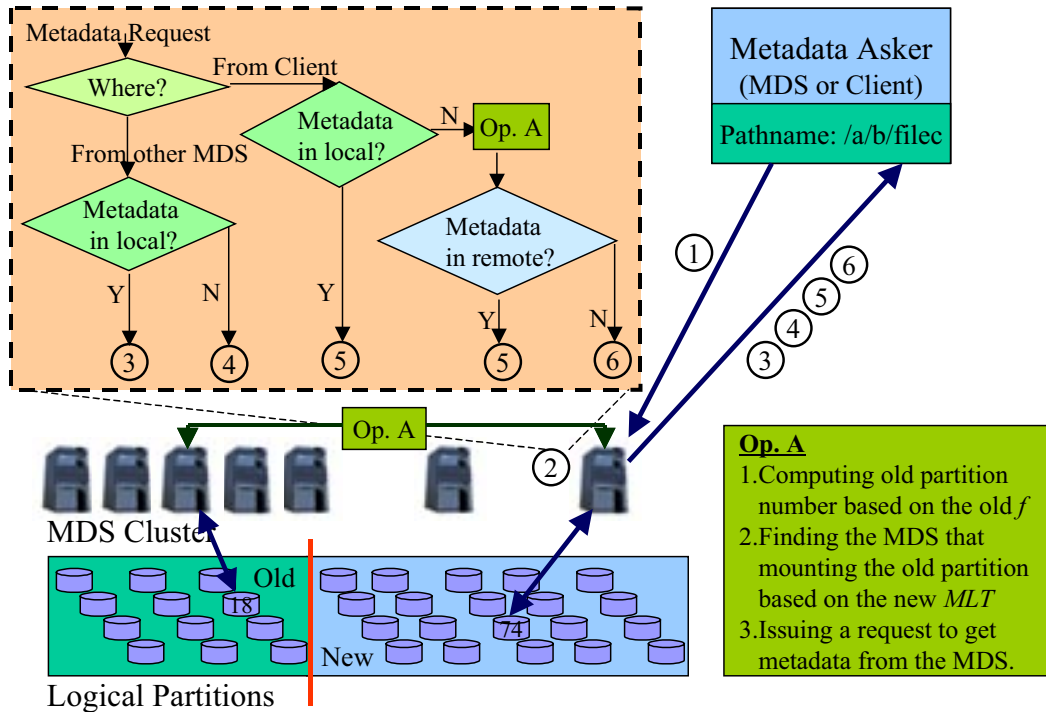 Metadata Request
Where?
From Client
From other MDS
Metadata
in local?
Y
N
3
4
Metadata
in local?
N
Op. A
Y
5
Metadata
in remote?
Y
N
5
6
Metadata Asker
(MDS or Client)
Pathname: /a/b/filec
1
6
5
4
3
Op. A
2
MDS Cluster
Old
18
74
New
Logical Partitions
Op. A
1.Computing old partition
number based on the old f
2.Finding the MDS that
mounting the old partition
based on the new MLT
3.Issuing a request to get
metadata from the MDS.